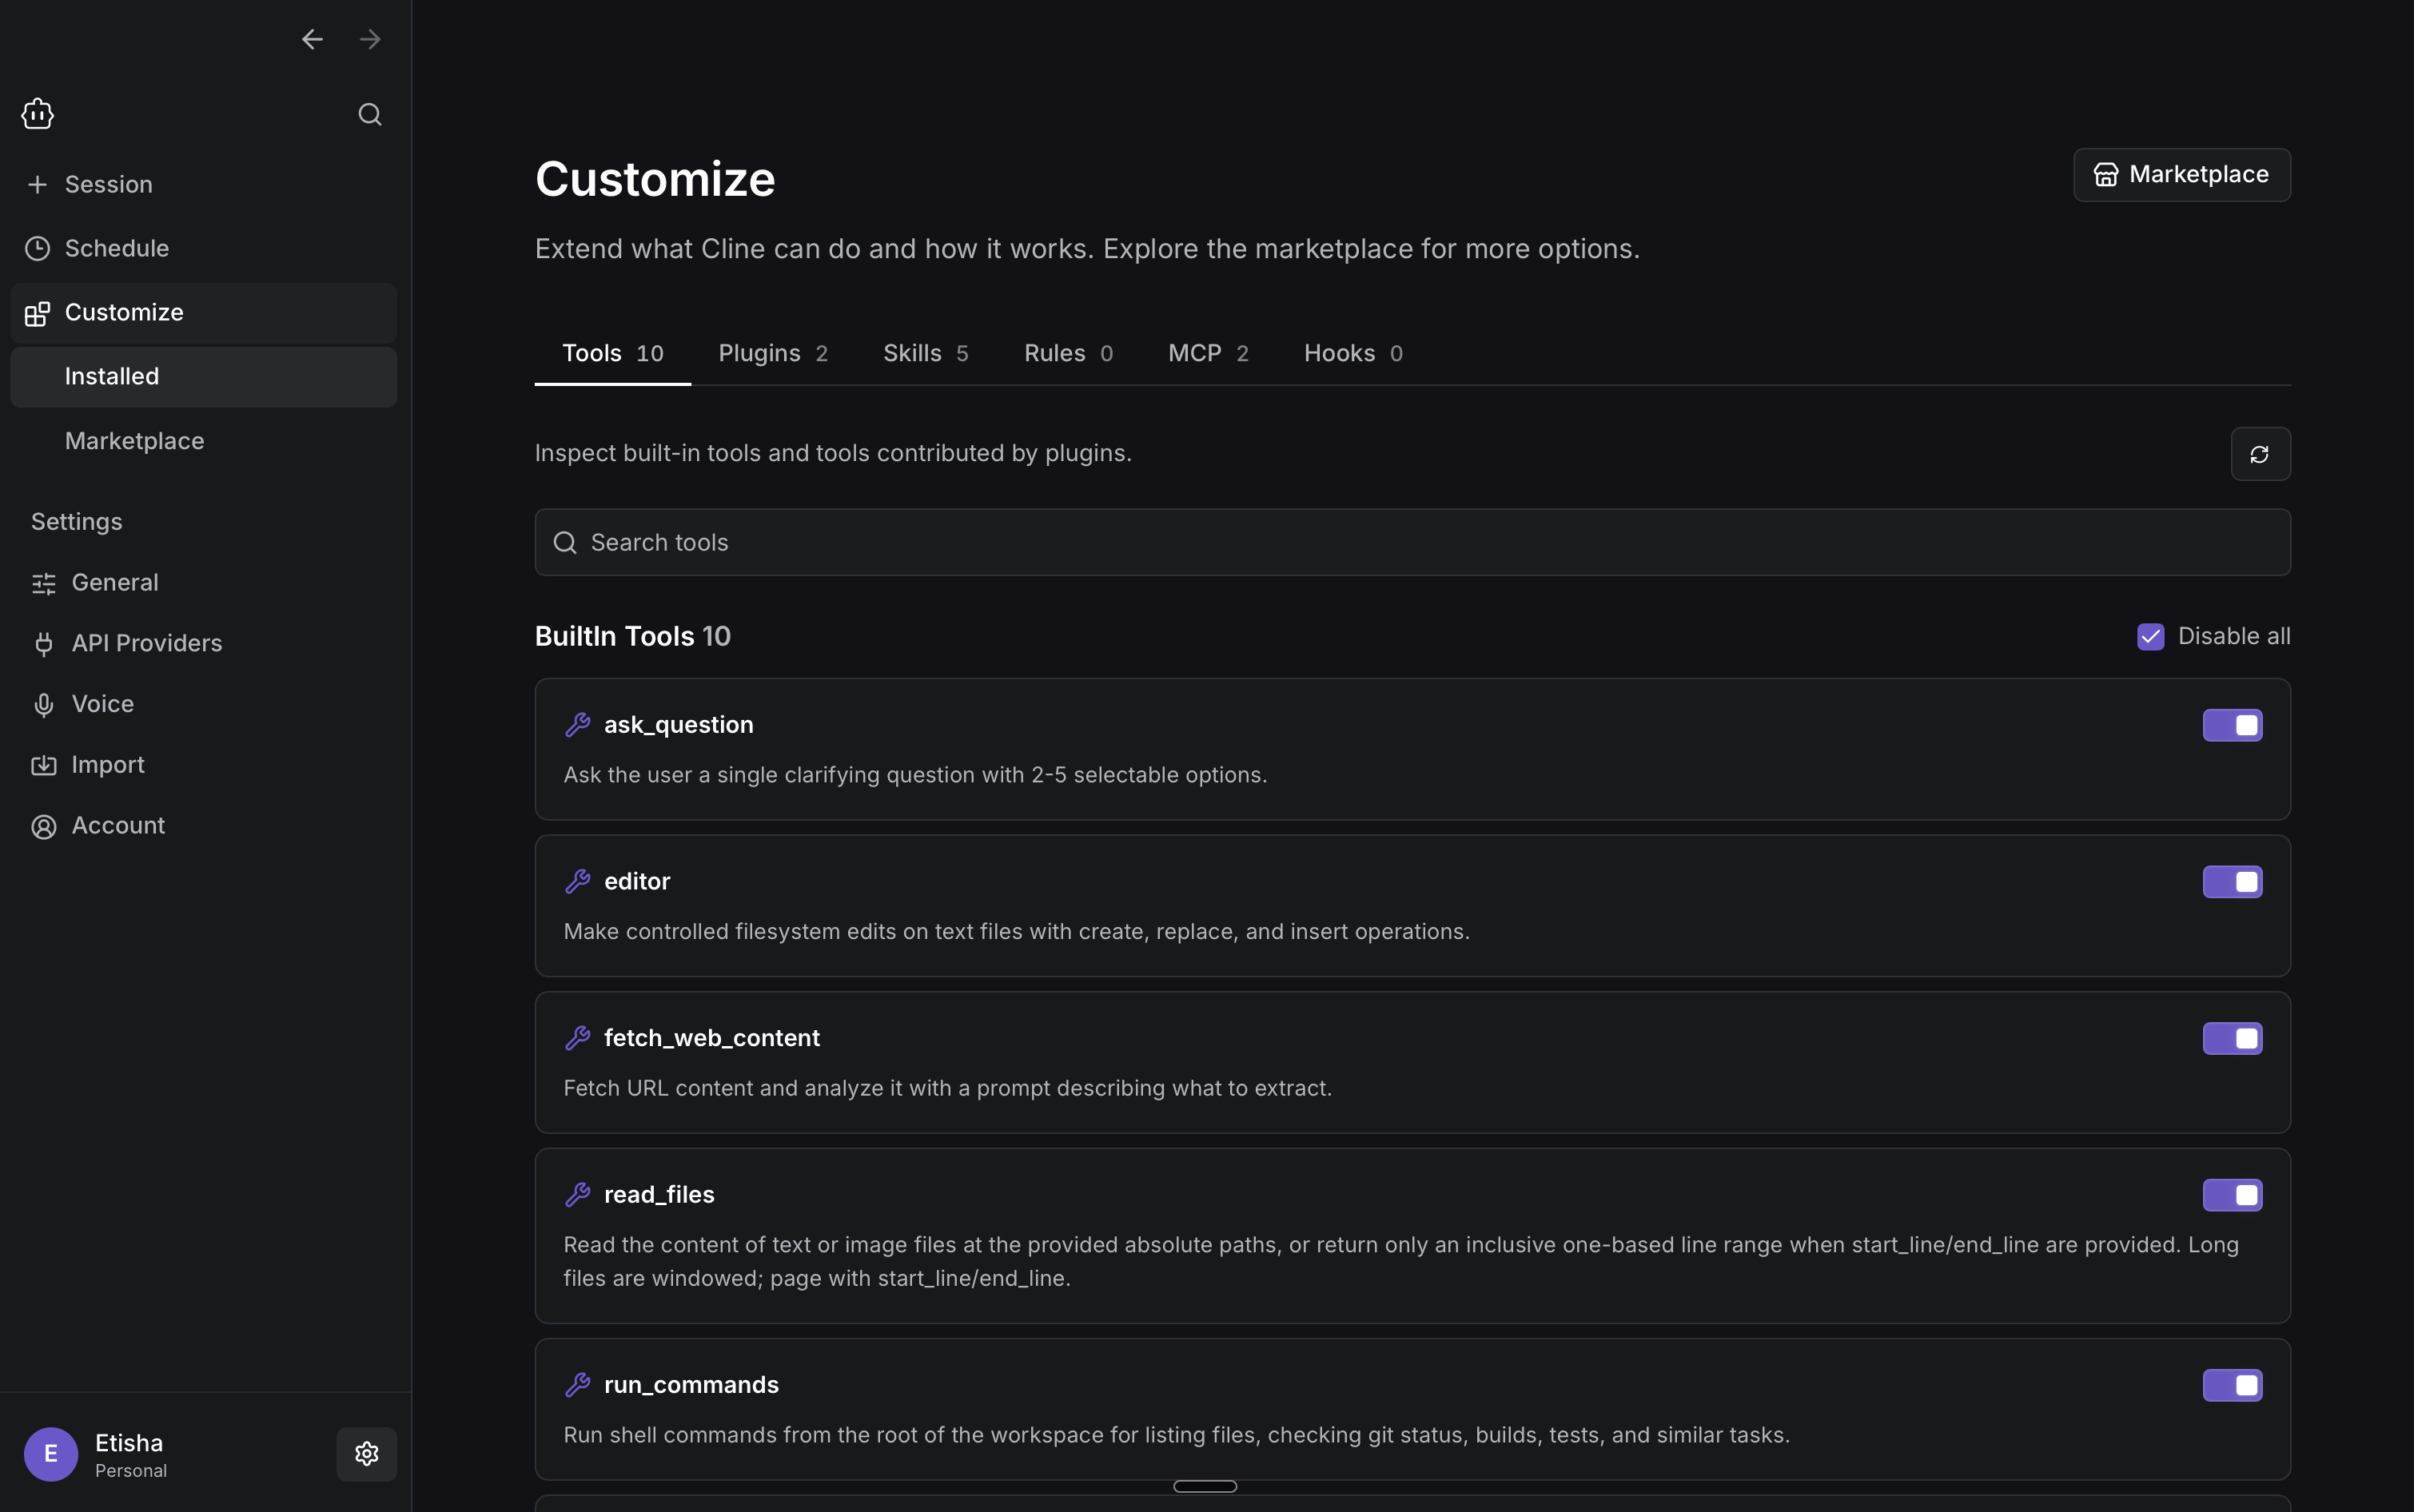 Session
Schedule
Customize
Installed
Marketplace
Settings
General
API Providers
Voice
Import
Account
E
Etisha
Personal
Customize
Marketplace
Extend what Cline can do and how it works. Explore the marketplace for more options.
Tools 10 Plugins 2 Skills 5 Rules 0 MCP 2 Hooks 0
Inspect built-in tools and tools contributed by plugins.
Search tools
BuiltIn Tools 10
Disable all
ask_question
Ask the user a single clarifying question with 2-5 selectable options.
editor
Make controlled filesystem edits on text files with create, replace, and insert operations.
fetch_web_content
Fetch URL content and analyze it with a prompt describing what to extract.
read_files
Read the content of text or image files at the provided absolute paths, or return only an inclusive one-based line range when start_line/end_line are provided. Long
files are windowed; page with start_line/end_line.
run_commands
Run shell commands from the root of the workspace for listing files, checking git status, builds, tests, and similar tasks.